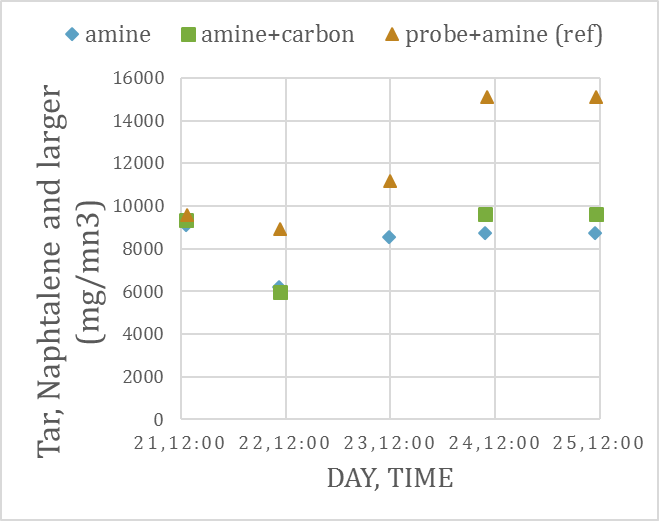 amine amine+carbon probe+amine (ref)
Tar, Naphtalene and larger
(mg/mn3)
16000
14000
12000
10000
8000
6000
4000
2000
0
21,12:00 22,12:00 23,12:00 24,12:00 25,12:00
DAY, TIME